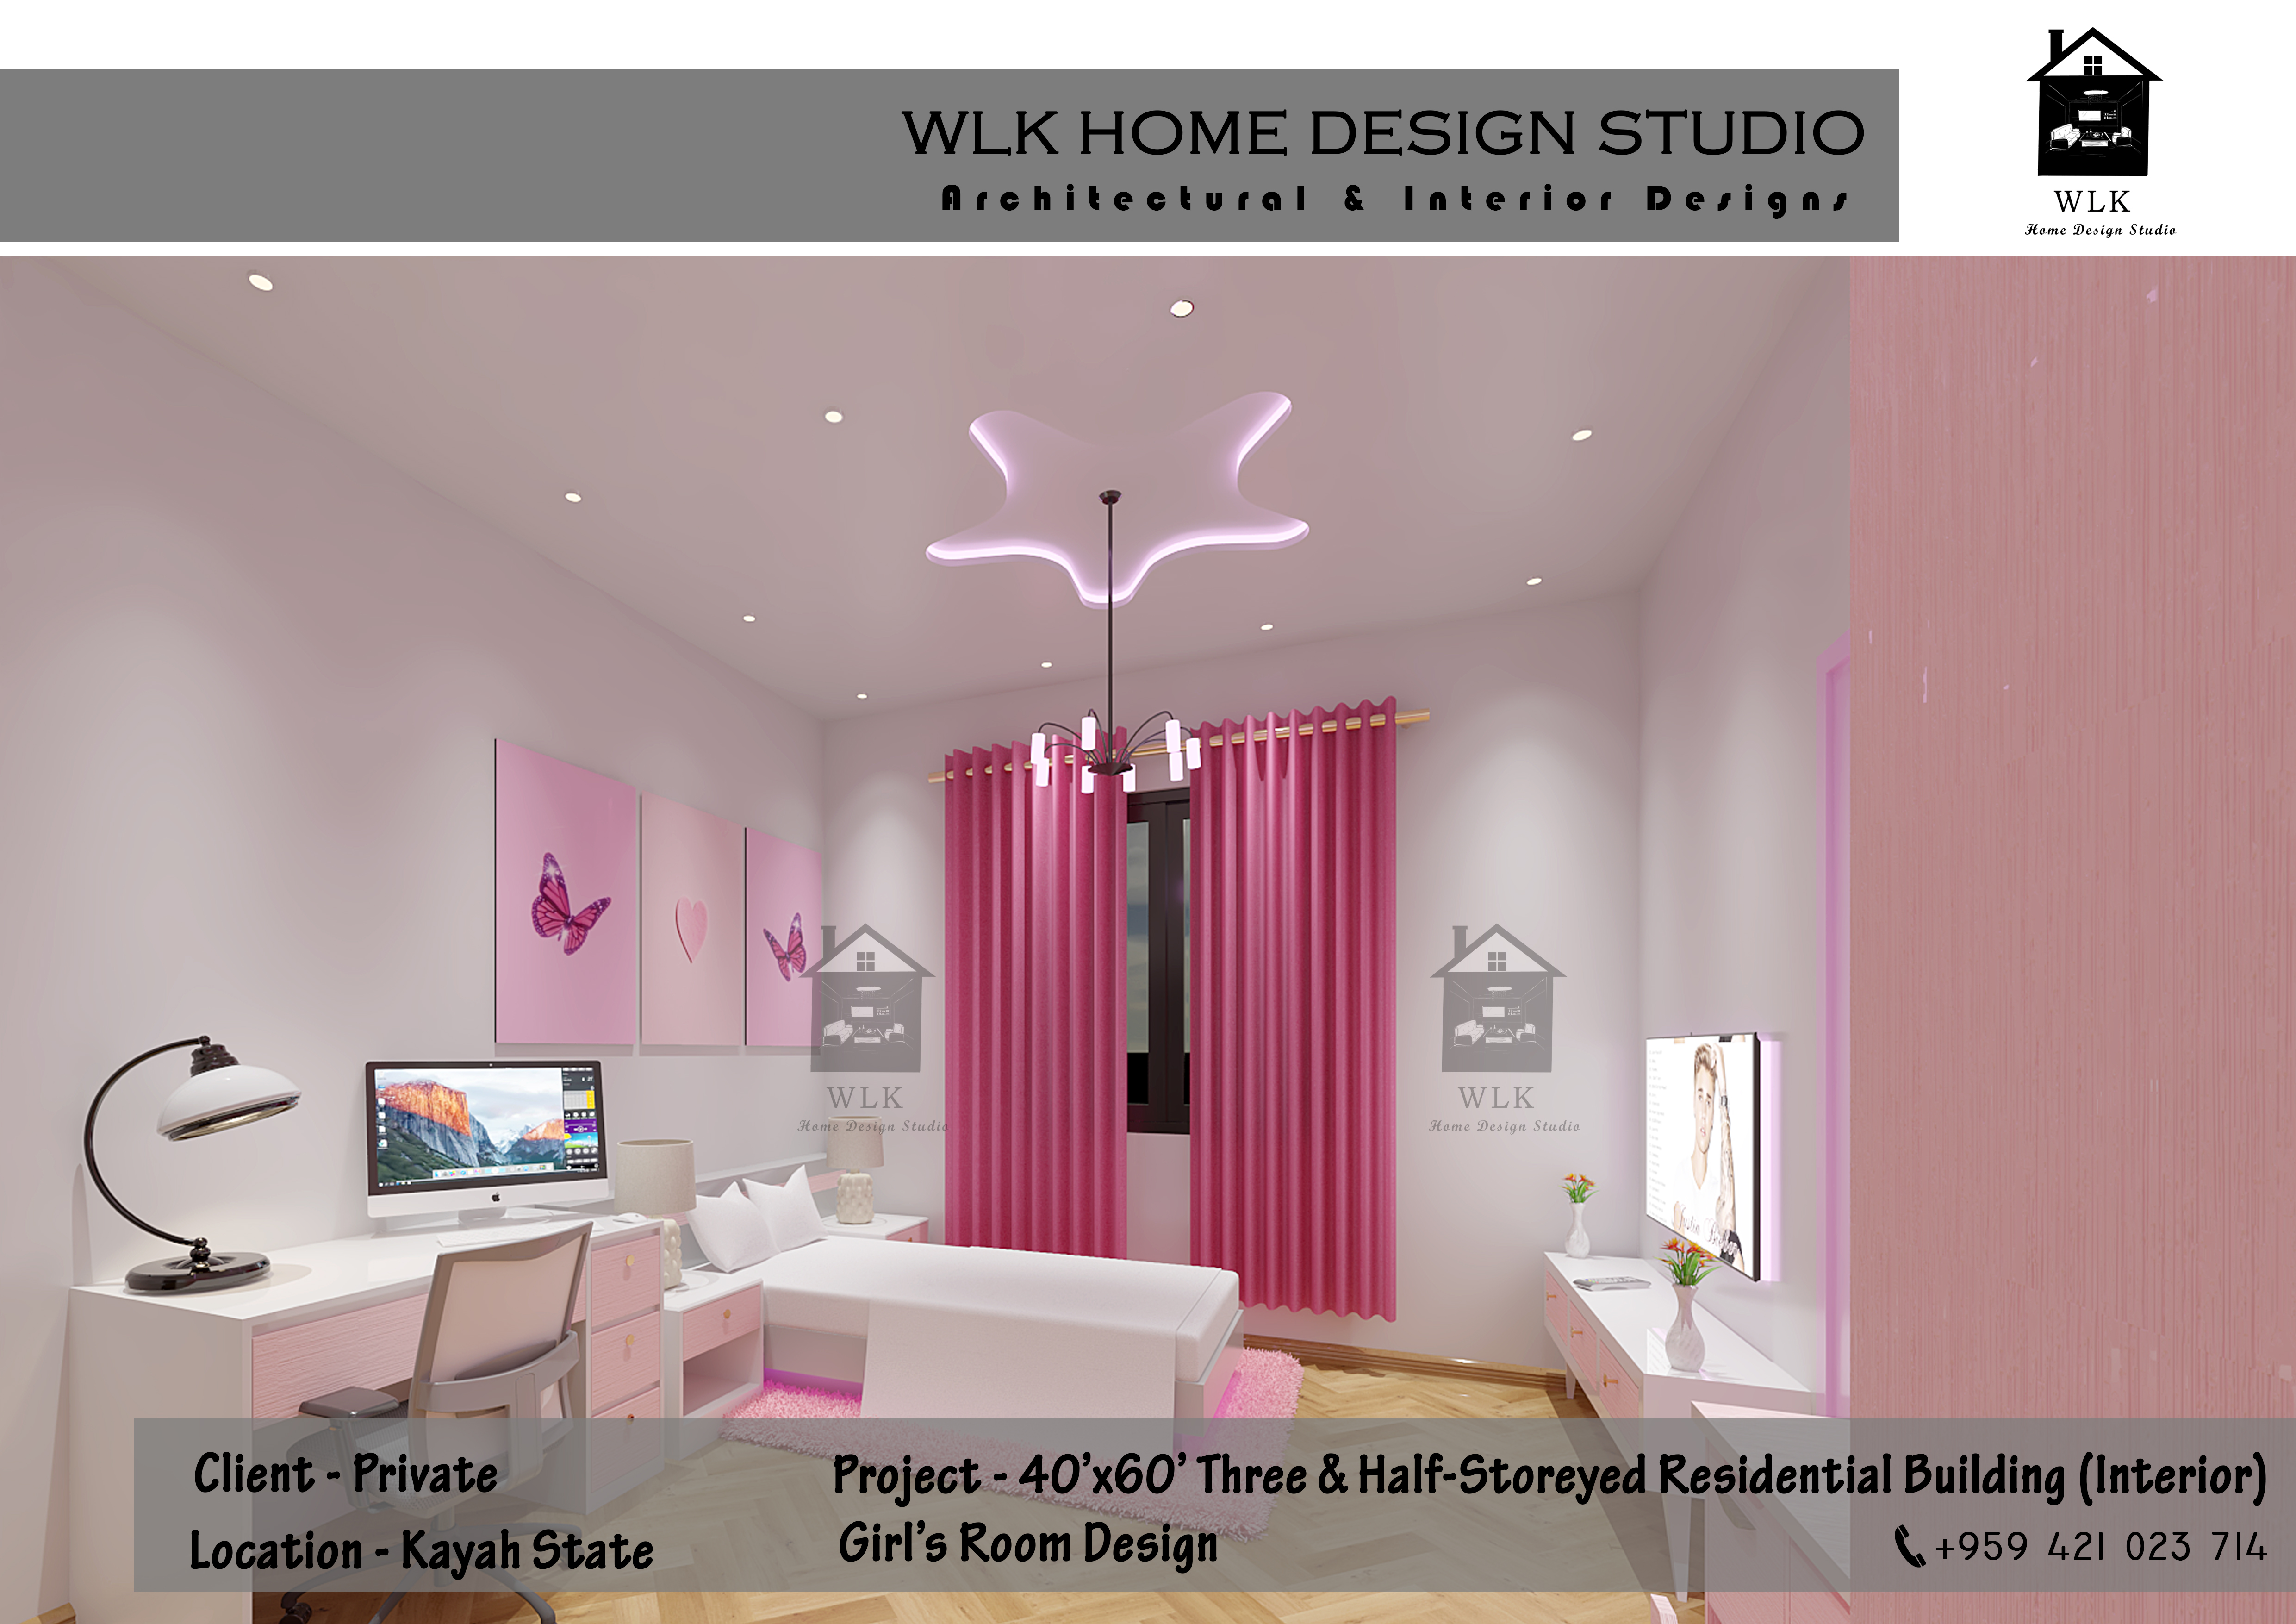 WLK HOME DESIGN STUDIO
Architectural & Interior Designs
WLK
Home Design Studio
WLK
Home Design Studio
WLK
Home Design Studio
Client - Private
Project - 40'x60' Three & Half-Storeyed Residential Building (Interior)
Location - Kayah State
Girl's Room Design
+959 421 023 714